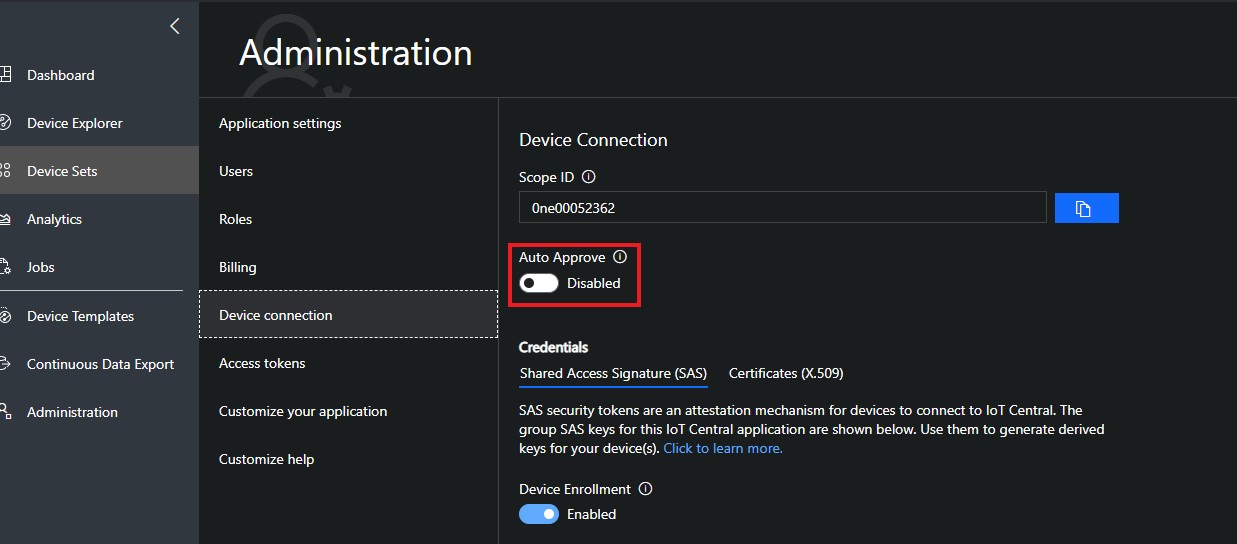 Administration
Dashboard
Device Explorer
Device Sets
Analytics
Jobs
Device Templates
Continuous Data Export
Administration
Application settings
Users
Roles
Billing
Device connection
Access tokens
Customize your application
Customize help
Device Connection
Scope ID
0ne00052362
Auto Approve
Disabled
Credentials
Shared Access Signature (SAS) Certificates (X.509)
SAS security tokens are an attestation mechanism for devices to connect to IoT Central. The
group SAS keys for this IoT Central application are shown below. Use them to generate derived
keys for your device(s). Click to learn more.
Device Enrollment
Enabled